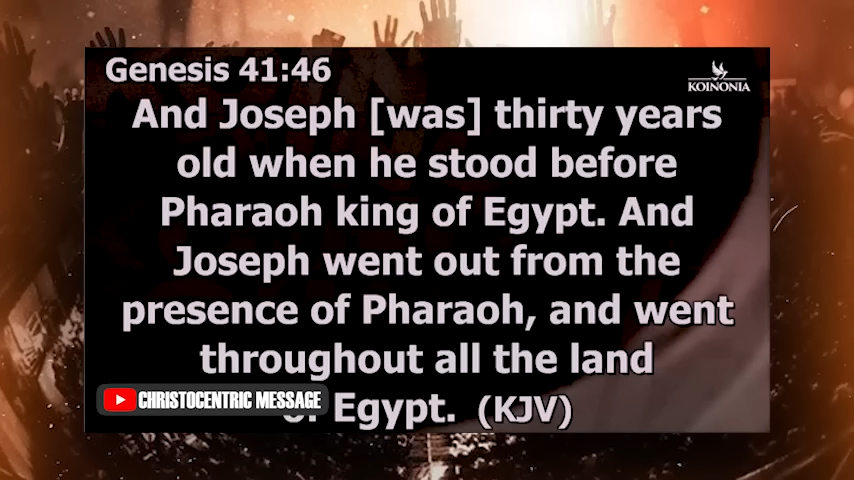 Genesis 41:46
KOINONIA
And Joseph [was] thirty years
old when he stood before
Pharaoh king of Egypt. And
Joseph went out from the
presence of Pharaoh, and went
throughout all the land
Egypt. (KJV)
CHRISTOCENTRIC MESSAGE